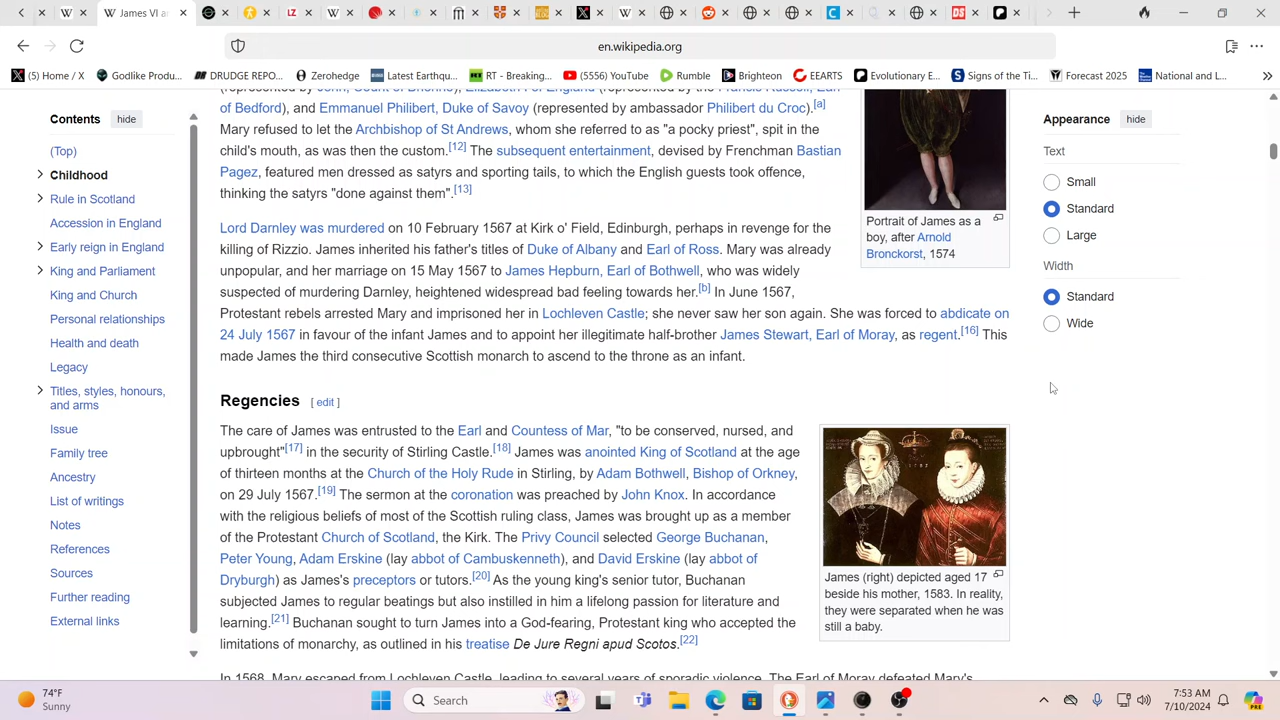 James VI ar
en.wikipedia.org
(5) Home / X
Godlike Produ...
DRUDGE REPO...
Zerohedge
Latest Earthqu...
RT - Breaking...
(5556) YouTube
Rumble
Brighteon
EEARTS
Evolutionary E...
Signs of the Ti...
Forecast 2025
National and L...
Contents
hide
(Top)
Childhood
Rule in Scotland
Accession in England
Early reign in England
King and Parliament
King and Church
Personal relationships
Health and death
Legacy
Titles, styles, honours,
and arms
Issue
Family tree
Ancestry
List of writings
Notes
References
Sources
Further reading
External links
of Bedford), and Emmanuel Philibert, Duke of Savoy (represented by ambassador Philibert du Croc).[a]
Mary refused to let the Archbishop of St Andrews, whom she referred to as "a pocky priest", spit in the
child's mouth, as was then the custom.[12] The subsequent entertainment, devised by Frenchman Bastian
Pagez, featured men dressed as satyrs and sporting tails, to which the English guests took offence,
thinking the satyrs "done against them".[13]
Lord Darnley was murdered on 10 February 1567 at Kirk o' Field, Edinburgh, perhaps in revenge for the
killing of Rizzio. James inherited his father's titles of Duke of Albany and Earl of Ross. Mary was already
unpopular, and her marriage on 15 May 1567 to James Hepburn, Earl of Bothwell, who was widely
suspected of murdering Darnley, heightened widespread bad feeling towards her.[b] In June 1567,
Protestant rebels arrested Mary and imprisoned her in Lochleven Castle; she never saw her son again. She was forced to abdicate on
24 July 1567 in favour of the infant James and to appoint her illegitimate half-brother James Stewart, Earl of Moray, as regent.[16] This
made James the third consecutive Scottish monarch to ascend to the throne as an infant.
Portrait of James as a
boy, after Arnold
Bronckorst, 1574
Regencies [ edit ]
The care of James was entrusted to the Earl and Countess of Mar, "to be conserved, nursed, and
upbrought"[17] in the security of Stirling Castle.[18] James was anointed King of Scotland at the age
of thirteen months at the Church of the Holy Rude in Stirling, by Adam Bothwell, Bishop of Orkney,
on 29 July 1567.[19] The sermon at the coronation was preached by John Knox. In accordance
with the religious beliefs of most of the Scottish ruling class, James was brought up as a member
of the Protestant Church of Scotland, the Kirk. The Privy Council selected George Buchanan,
Peter Young, Adam Erskine (lay abbot of Cambuskenneth), and David Erskine (lay abbot of
Dryburgh) as James's preceptors or tutors.[20] As the young king's senior tutor, Buchanan
subjected James to regular beatings but also instilled in him a lifelong passion for literature and
learning.[21] Buchanan sought to turn James into a God-fearing, Protestant king who accepted the
limitations of monarchy, as outlined in his treatise De Jure Regni apud Scotos.[22]
In 1568, Mary escaped from Lochleven Castle, leading to several years of sporadic violence. The Earl of Moray defeated Mary's
James (right) depicted aged 17
beside his mother, 1583. In reality,
they were separated when he was
still a baby.
Appearance
hide
Text
Small
Standard
Large
Width
Standard
Wide
74°F
Sunny
Search
7:53 AM
7/10/2024